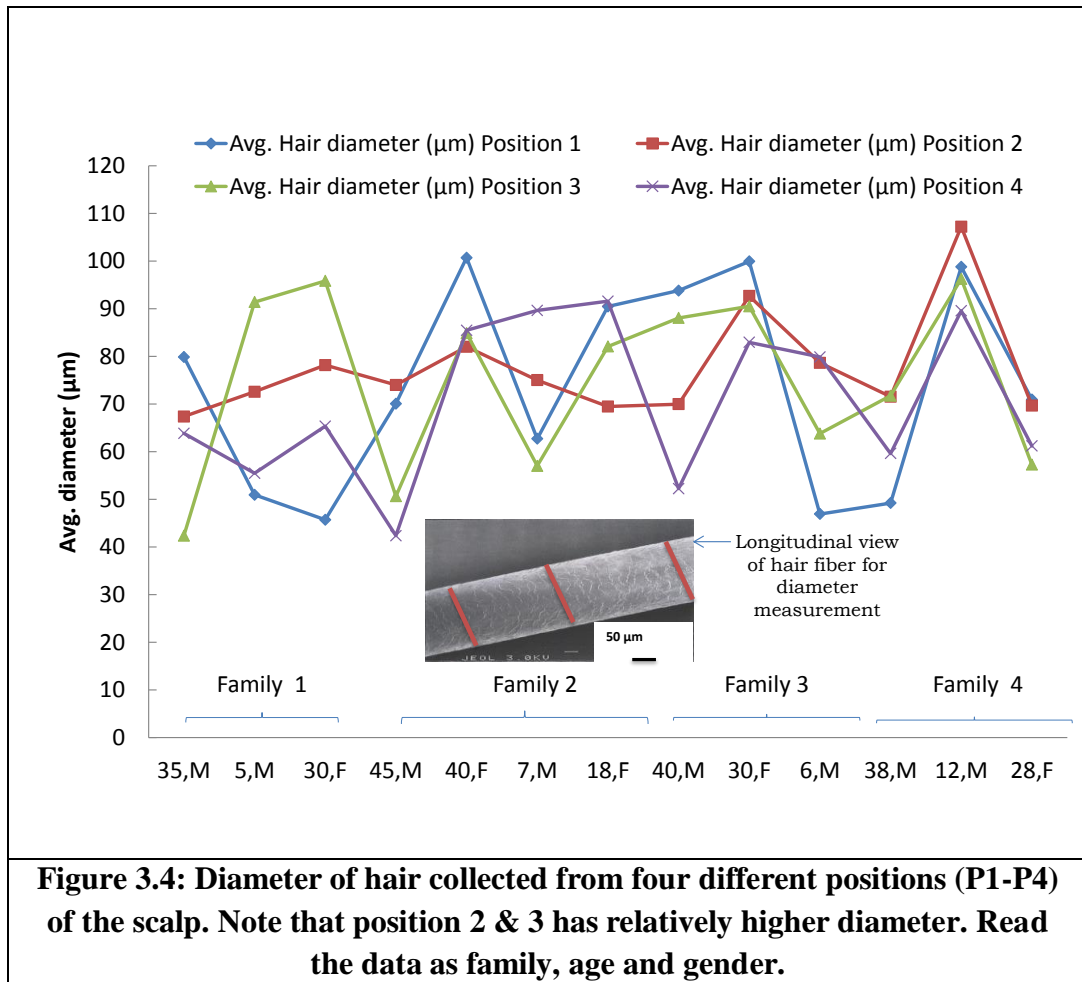 Avg. Hair diameter (µm) Position 1
Avg. Hair diameter (µm) Position 2
Avg. Hair diameter (µm) Position 3
Avg. Hair diameter (µm) Position 4
Avg. diameter (µm)
120
110
100
90
80
70
60
50
40
30
20
10
0
Longitudinal view
of hair fiber for
diameter
measurement
50 µm
JEOL 3.0KV
Family 1
Family 2
Family 3
Family 4
35,M 5,M 30,F 45,M 40,F 7,M 18,F 40,M 30,F 6,M 38,M 12,M 28,F
Figure 3.4: Diameter of hair collected from four different positions (P1-P4)
of the scalp. Note that position 2 & 3 has relatively higher diameter. Read
the data as family, age and gender.